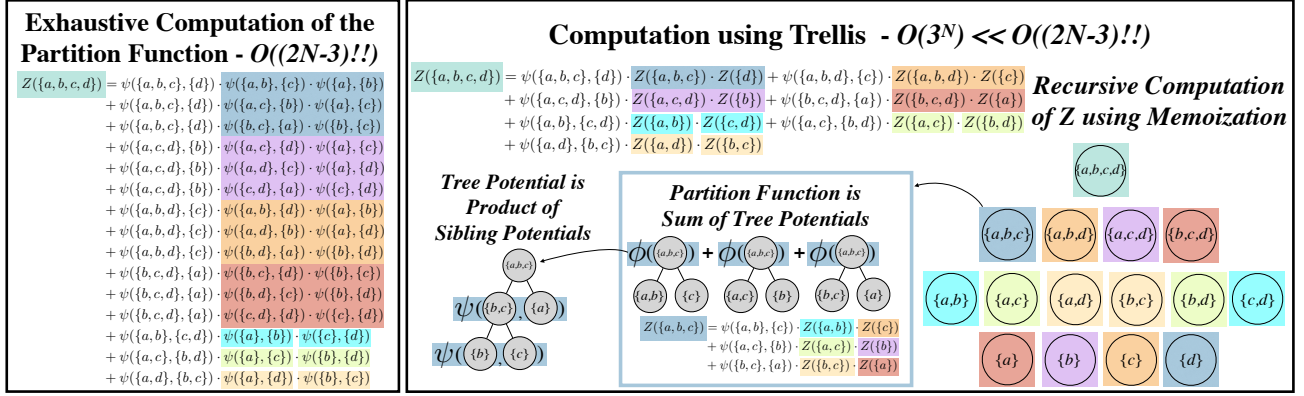 Exhaustive Computation of the
Partition Function - O((2N-3)!!)
Z({a, b, c, d}) = ψ({a, b, c}, {d}) · ψ({a, b}, {c}) · ψ({a}, {b})
+ ψ({a, b, c}, {d}) · ψ({a, c}, {b}) · ψ({a}, {c})
+ ψ({a, b, c}, {d}) · ψ({b, c}, {a}) · ψ({b}, {c})
+ ψ({a, c, d}, {b}) · ψ({a, c}, {d}) · ψ({a}, {c})
+ ψ({a, c, d}, {b}) · ψ({a, d}, {c}) · ψ({a}, {d})
+ ψ({a, c, d}, {b}) · ψ({c, d}, {a}) · ψ({c}, {d})
+ ψ({a, b, d}, {c}) · ψ({a, b}, {d}) · ψ({a}, {b})
+ ψ({a, b, d}, {c}) · ψ({a, d}, {b}) · ψ({a}, {d})
+ ψ({a, b, d}, {c}) · ψ({b, d}, {a}) · ψ({b}, {d})
+ ψ({b, c, d}, {a}) · ψ({b, c}, {d}) · ψ({b}, {c})
+ ψ({b, c, d}, {a}) · ψ({b, d}, {c}) · ψ({b}, {d})
+ ψ({b, c, d}, {a}) · ψ({c, d}, {d}) · ψ({c}, {d})
+ ψ({a, b}, {c, d}) · ψ({a}, {b}) · ψ({c}, {d})
+ ψ({a, c}, {b, d}) · ψ({a}, {c}) · ψ({b}, {d})
+ ψ({a, d}, {b, c}) · ψ({a}, {d}) · ψ({b}, {c})
Computation using Trellis - O(3^N) << O((2N-3)!!)
Z({a, b, c, d}) = ψ({a, b, c}, {d}) · Z({a, b, c}) · Z({d}) + ψ({a, b, d}, {c}) · Z({a, b, d}) · Z({c})
+ ψ({a, c, d}, {b}) · Z({a, c, d}) · Z({b}) + ψ({b, c, d}, {a}) · Z({b, c, d}) · Z({a})
+ ψ({a, b}, {c, d}) · Z({a, b}) · Z({c, d}) + ψ({a, c}, {b, d}) · Z({a, c}) · Z({b, d})
+ ψ({a, d}, {b, c}) · Z({a, d}) · Z({b, c})
Recursive Computation
of Z using Memoization
Tree Potential is
Product of
Sibling Potentials
{a,b,c}
ψ({b,c}, {a})
ψ({b}, {c})
Partition Function is
Sum of Tree Potentials
ϕ({a,b,c}) + ϕ({a,b,c}) + ϕ({a,b,c})
{a,b} {c} {a,c} {b} {b,c} {a}
Z({a, b, c}) = ψ({a, b}, {c}) · Z({a, b}) · Z({c})
+ ψ({a, c}, {b}) · Z({a, c}) · Z({b})
+ ψ({b, c}, {a}) · Z({b, c}) · Z({a})
{a,b,c,d}
{a,b,c} {a,b,d} {a,c,d} {b,c,d}
{a,b} {a,c} {a,d} {b,c} {b,d} {c,d}
{a} {b} {c} {d}